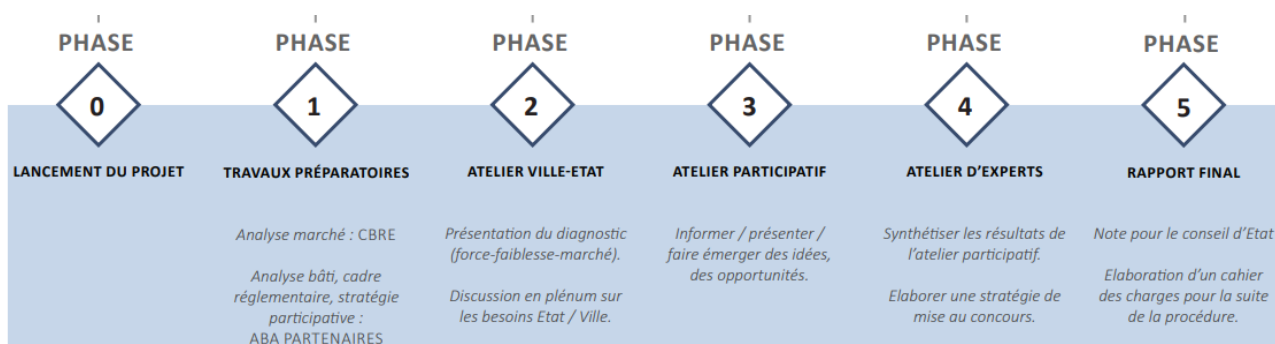 PHASE
0
LANCEMENT DU PROJET
PHASE
1
TRAVAUX PRÉPARATOIRES
Analyse marché : CBRE
Analyse bâti, cadre
réglementaire, stratégie
participative :
ABA PARTENAIRES
PHASE
2
ATELIER VILLE-ETAT
Présentation du diagnostic
(force-faiblesse-marché).
Discussion en plénum sur
les besoins Etat / Ville.
PHASE
3
ATELIER PARTICIPATIF
Informer / présenter /
faire émerger des idées,
des opportunités.
PHASE
4
ATELIER D’EXPERTS
Synthétiser les résultats de
l’atelier participatif.
Elaborer une stratégie de
mise au concours.
PHASE
5
RAPPORT FINAL
Note pour le conseil d’Etat
Elaboration d’un cahier
des charges pour la suite
de la procédure.